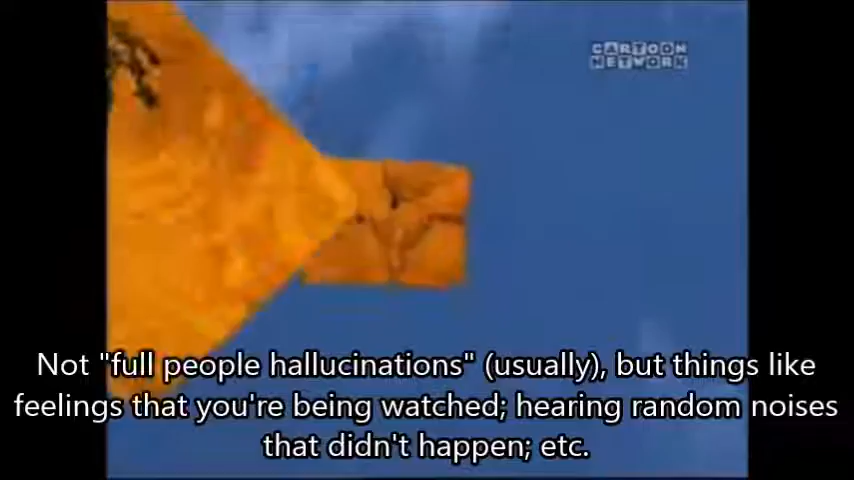 CARTOON
NETWORK
Not "full people hallucinations" (usually), but things like
feelings that you're being watched; hearing random noises
that didn't happen; etc.